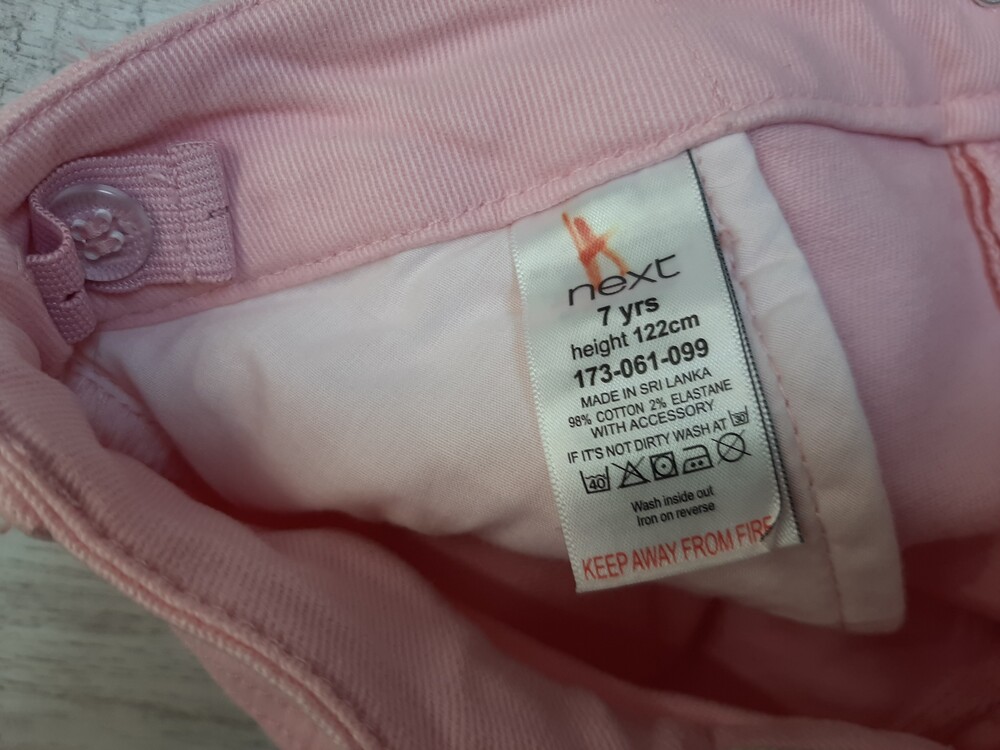 next
7 yrs
height 122cm
173-061-099
MADE IN SRI LANKA
98% COTTON 2% ELASTANE
WITH ACCESSORY
IF IT'S NOT DIRTY WASH AT 30
40
Wash inside out
Iron on reverse
KEEP AWAY FROM FIRE